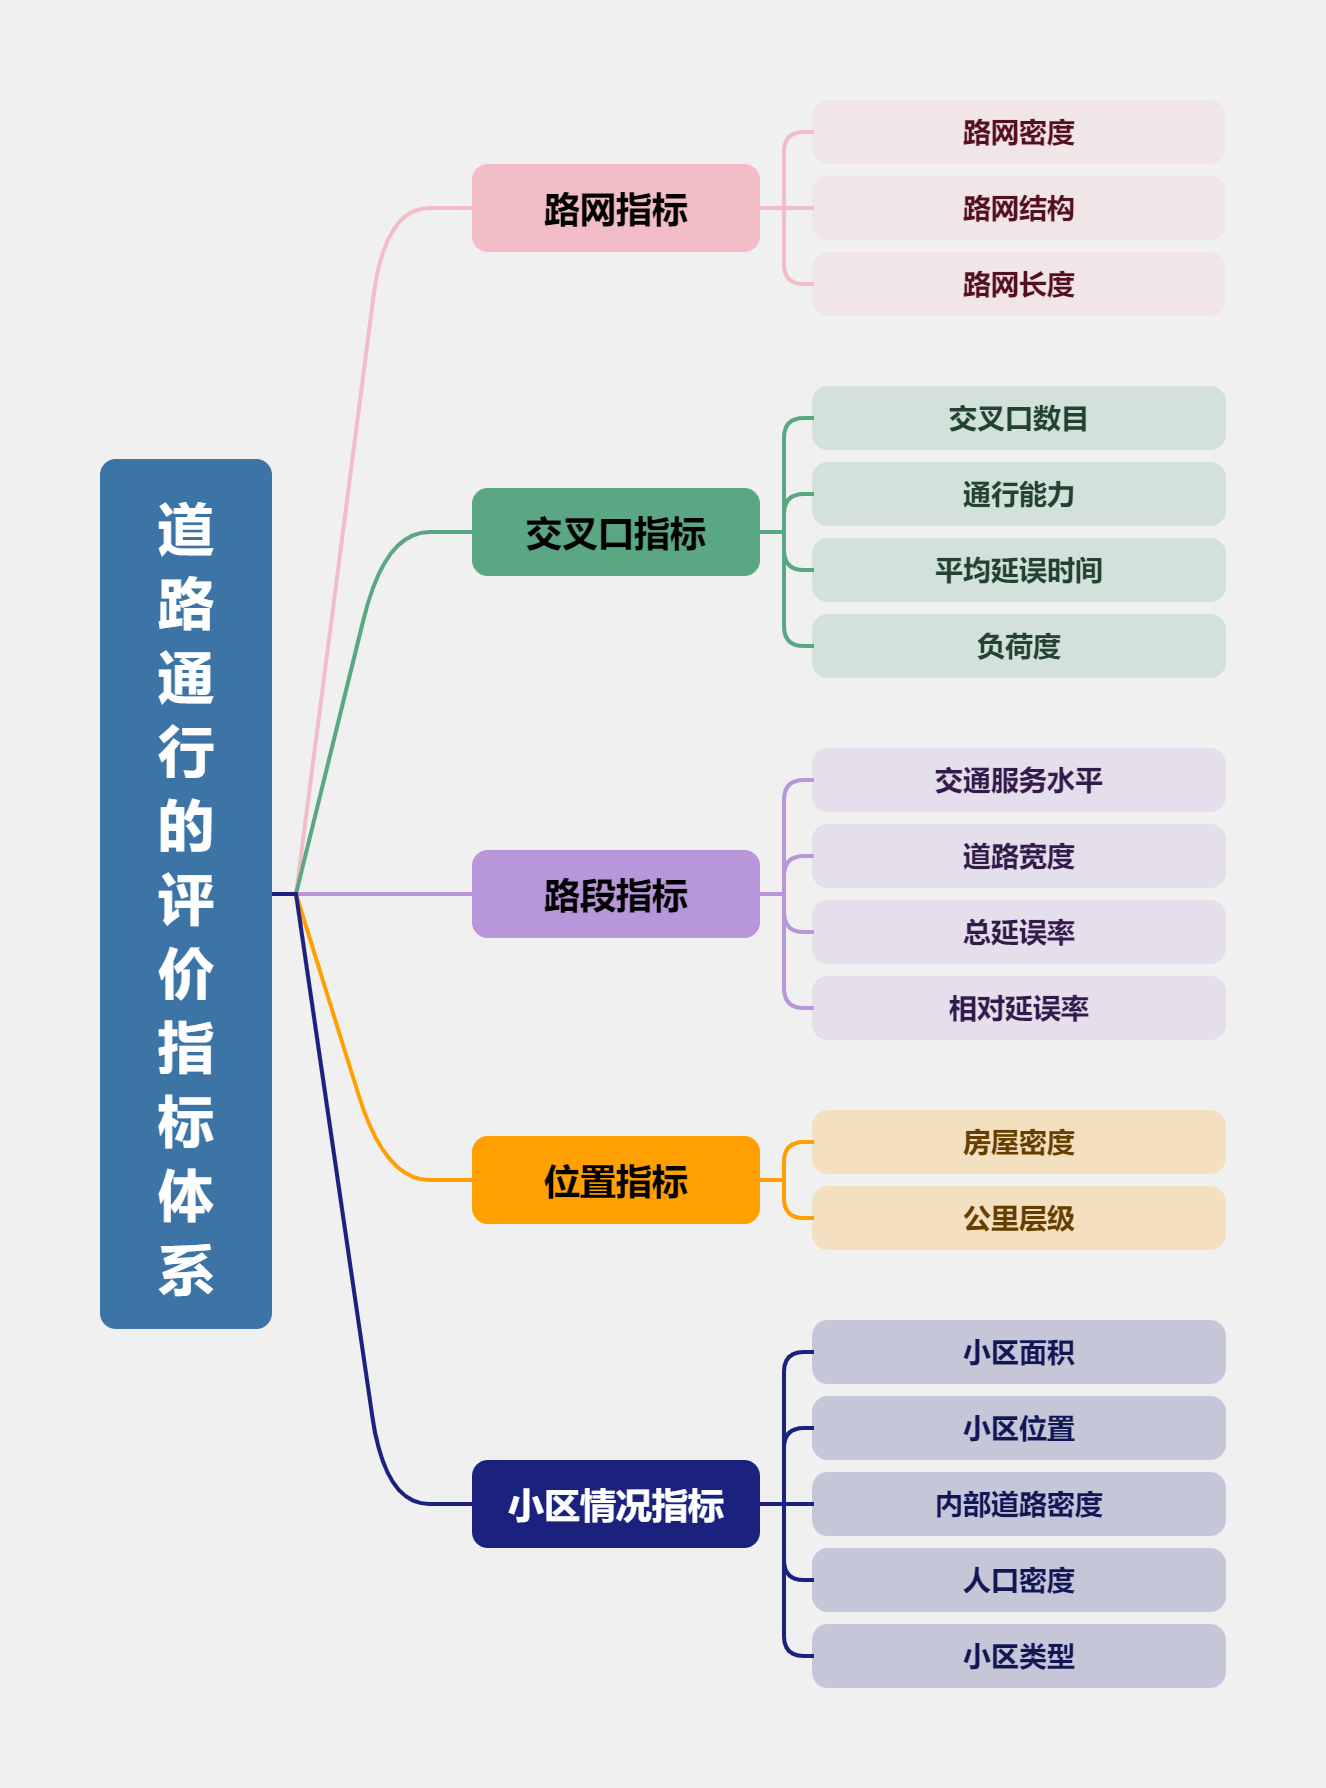 道路通行的评价指标体系
路网指标
路网密度
路网结构
路网长度
交叉口指标
交叉口数目
通行能力
平均延误时间
负荷度
路段指标
交通服务水平
道路宽度
总延误率
相对延误率
位置指标
房屋密度
公里层级
小区情况指标
小区面积
小区位置
内部道路密度
人口密度
小区类型